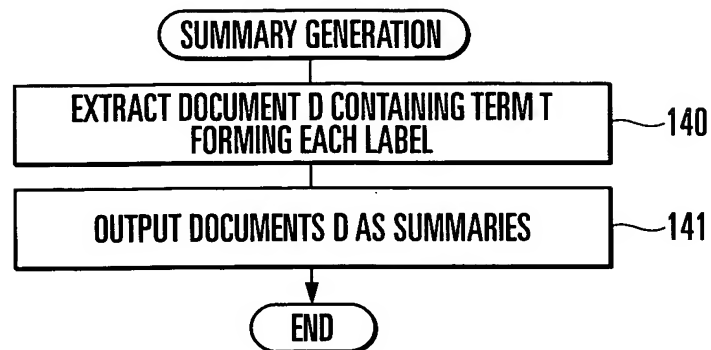 SUMMARY GENERATION
EXTRACT DOCUMENT D CONTAINING TERM T
FORMING EACH LABEL
140
OUTPUT DOCUMENTS D AS SUMMARIES
141
END